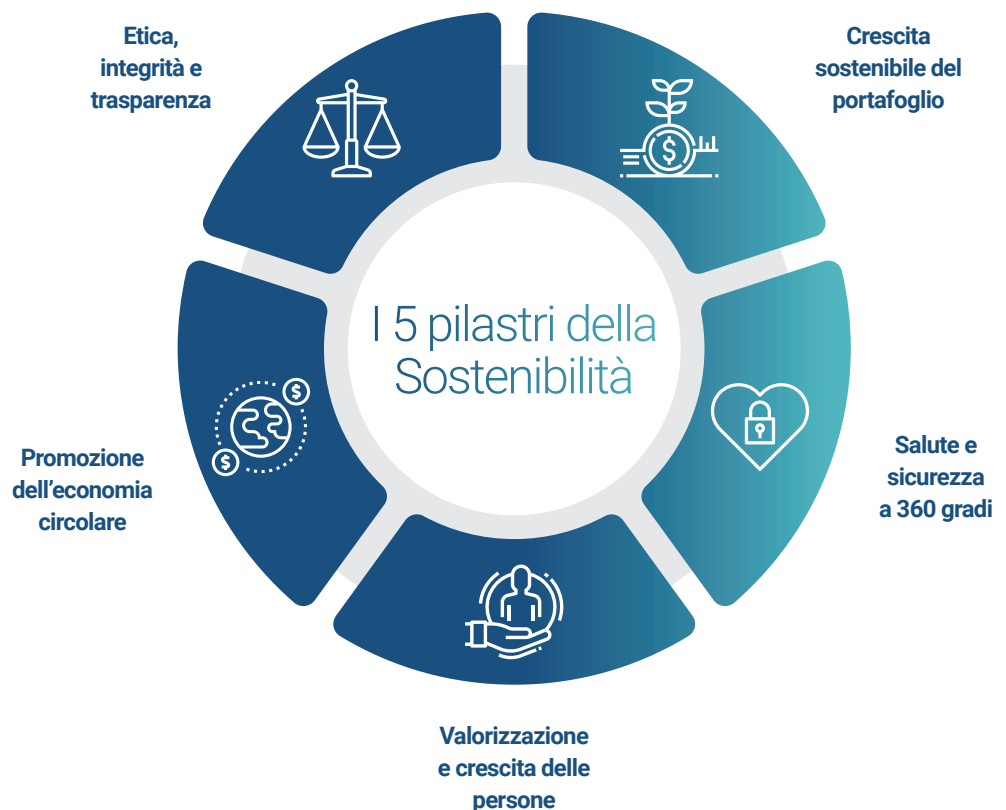 Etica,
integrità e
trasparenza
Crescita
sostenibile del
portafoglio
I 5 pilastri della
Sostenibilità
Promozione
dell’economia
circolare
Salute e
sicurezza
a 360 gradi
Valorizzazione
e crescita delle
persone